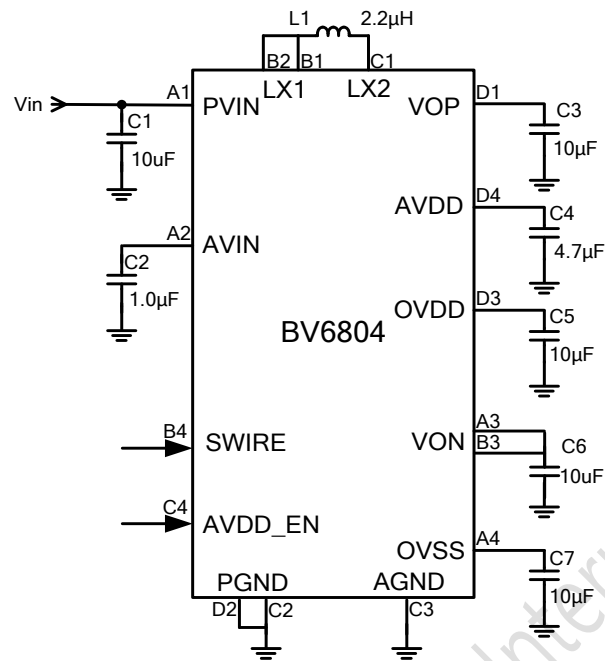 L1 2.2µH
B2 B1 C1
LX1 LX2
Vin A1 PVIN VOP D1
C1 10uF
C3 10µF
A2 AVIN AVDD D4
C2 1.0µF
C4 4.7µF
OVDD D3
BV6804
C5 10µF
B4 SWIRE VON A3 B3
C6 10uF
C4 AVDD_EN
OVSS A4
C7 10µF
PGND AGND
D2 C2 C3
Intern